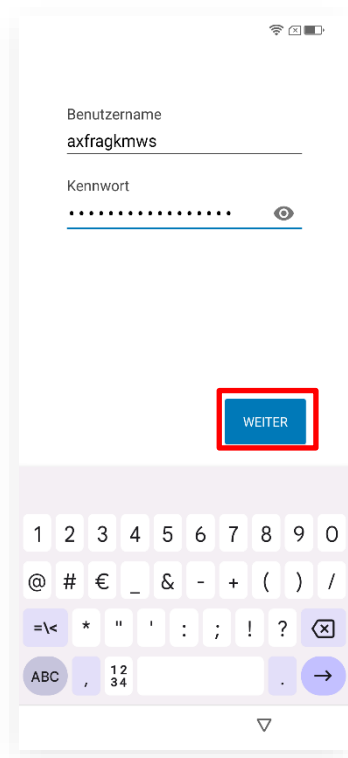 Benutzername
axfragkmws
Kennwort
•••••••••••••••••
WEITER
1 2 3 4 5 6 7 8 9 0
@ # € _ & - + ( ) /
=\< * " ' : ; ! ?
ABC , 12 .
34